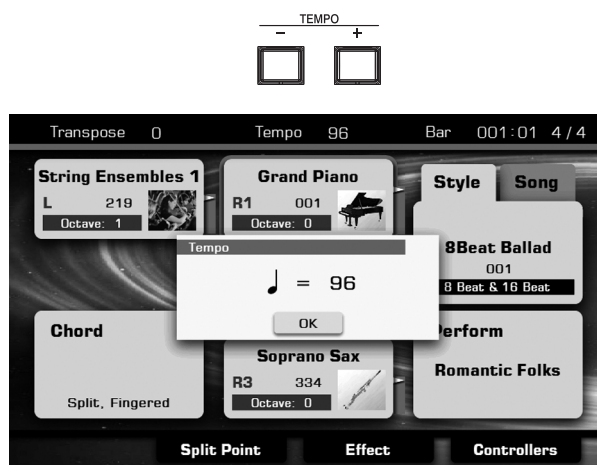 TEMPO
- +
Transpose 0 Tempo 96 Bar 001:01 4/4
String Ensembles 1
L 219
Octave: 1
Grand Piano
R1 001
Octave: 0
Style Song
8Beat Ballad
001
8 Beat & 16 Beat
Tempo
♩ = 96
OK
Chord
Split, Fingered
Soprano Sax
R3 334
Octave: 0
erform
Romantic Folks
Split Point Effect Controllers